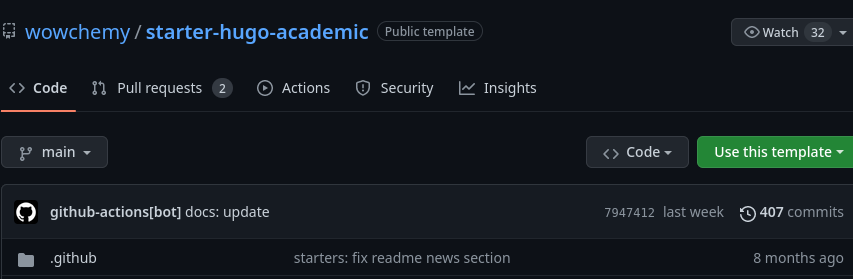 wowchemy / starter-hugo-academic Public template Watch 32
Code Pull requests 2 Actions Security Insights
main Code Use this template
github-actions[bot] docs: update 7947412 last week 407 commits
.github starters: fix readme news section 8 months ago